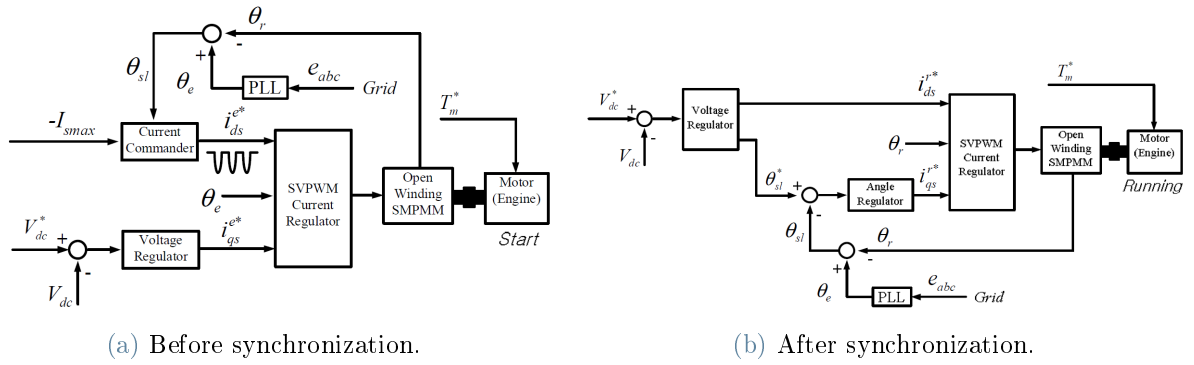 θr
-
+
θsl
θe
PLL
eabc
Grid
-Ismax
Current
Commander
ids^e*
Tm*
θe
SVPWM
Current
Regulator
Open
Winding
SMPMM
Motor
(Engine)
Start
Vdc*
+
-
Vdc
Voltage
Regulator
iqs^e*
(a) Before synchronization.
Vdc*
+
-
Vdc
Voltage
Regulator
ids^r*
Tm*
θr
SVPWM
Current
Regulator
Open
Winding
SMPMM
Motor
(Engine)
Running
θsl*
+
-
Angle
Regulator
iqs^r*
θsl
θr
-
+
θe
PLL
eabc
Grid
(b) After synchronization.